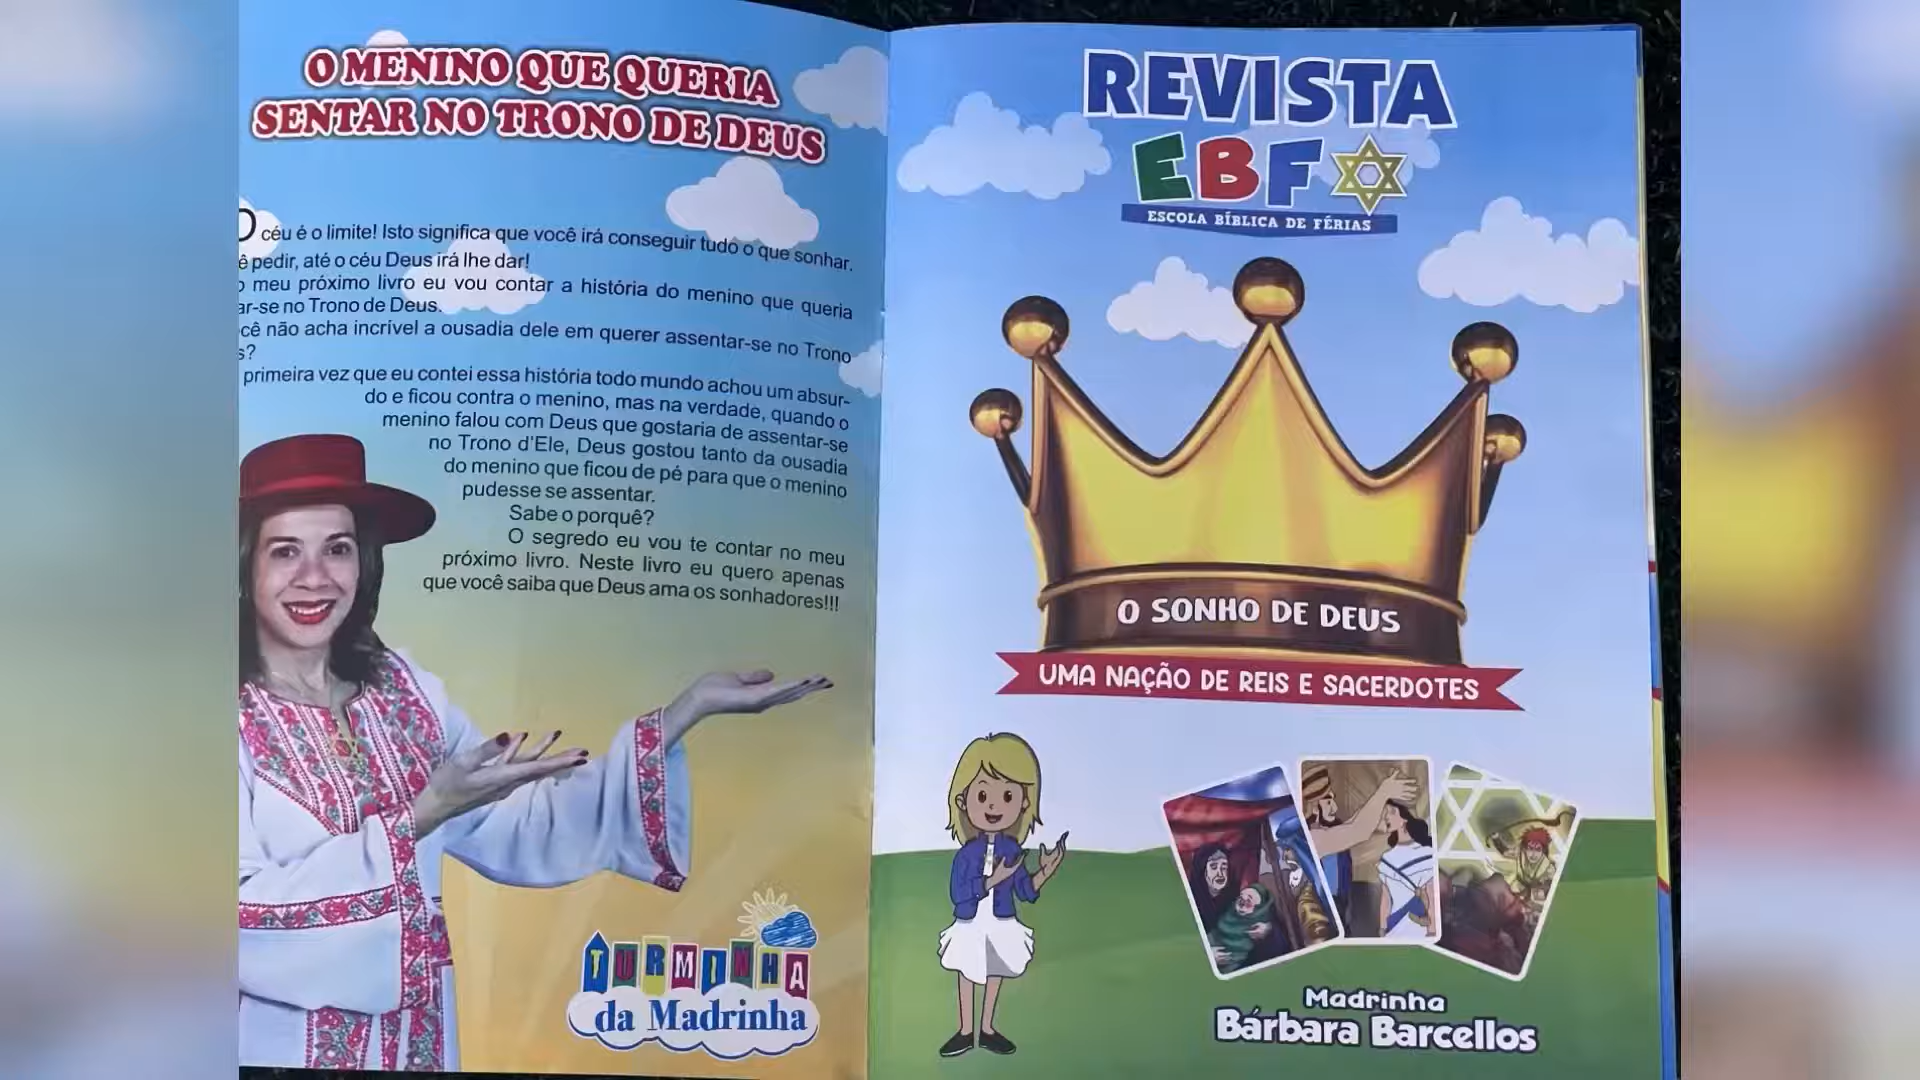 O MENINO QUE QUERIA
SENTAR NO TRONO DE DEUS
O céu é o limite! Isto significa que você irá conseguir tudo o que sonhar.
ê pedir, até o céu Deus irá lhe dar!
o meu próximo livro eu vou contar a história do menino que queria
ar-se no Trono de Deus.
cê não acha incrível a ousadia dele em querer assentar-se no Trono
s?
primeira vez que eu contei essa história todo mundo achou um absur-
do e ficou contra o menino, mas na verdade, quando o
menino falou com Deus que gostaria de assentar-se
no Trono d'Ele, Deus gostou tanto da ousadia
do menino que ficou de pé para que o menino
pudesse se assentar.
Sabe o porquê?
O segredo eu vou te contar no meu
próximo livro. Neste livro eu quero apenas
que você saiba que Deus ama os sonhadores!!!
TURMINHA
da Madrinha
REVISTA
EBF
ESCOLA BÍBLICA DE FÉRIAS
O SONHO DE DEUS
UMA NAÇÃO DE REIS E SACERDOTES
Madrinha
Bárbara Barcellos